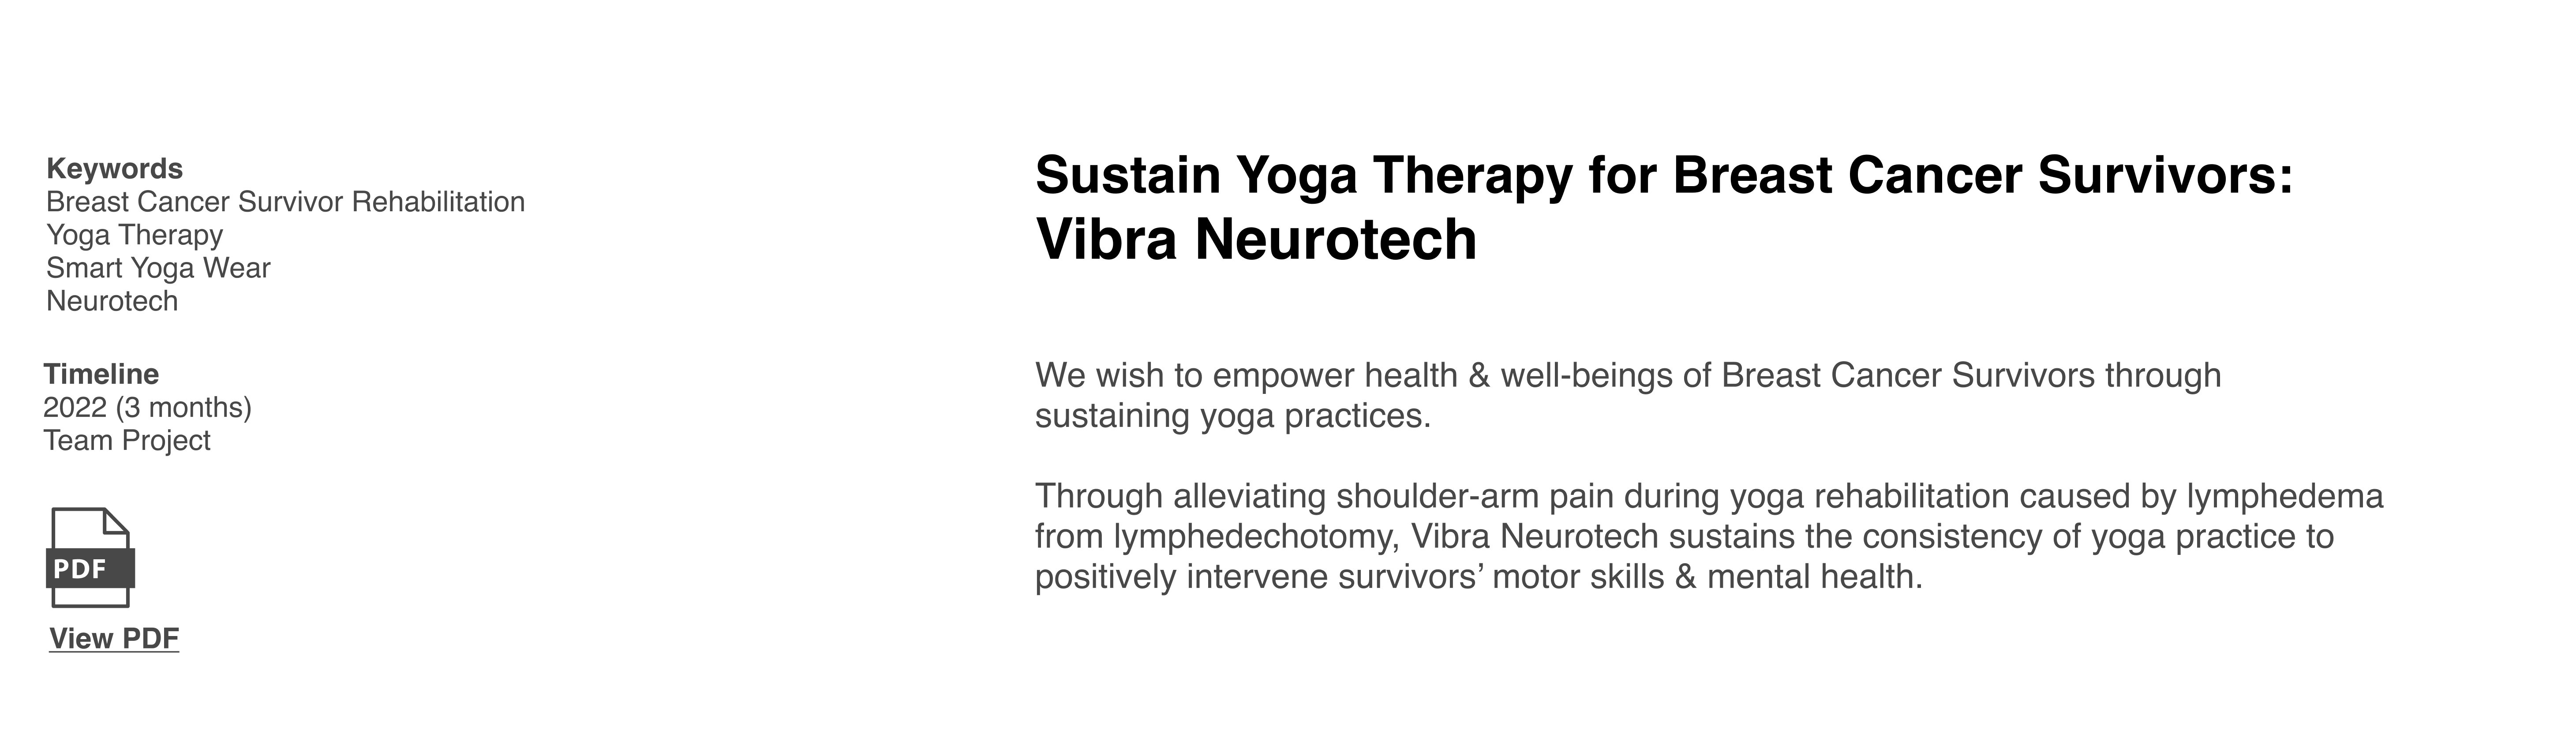 Keywords
Breast Cancer Survivor Rehabilitation
Yoga Therapy
Smart Yoga Wear
Neurotech
Timeline
2022 (3 months)
Team Project
PDF
View PDF
Sustain Yoga Therapy for Breast Cancer Survivors:
Vibra Neurotech
We wish to empower health & well-beings of Breast Cancer Survivors through
sustaining yoga practices.
Through alleviating shoulder-arm pain during yoga rehabilitation caused by lymphedema
from lymphedechotomy, Vibra Neurotech sustains the consistency of yoga practice to
positively intervene survivors’ motor skills & mental health.